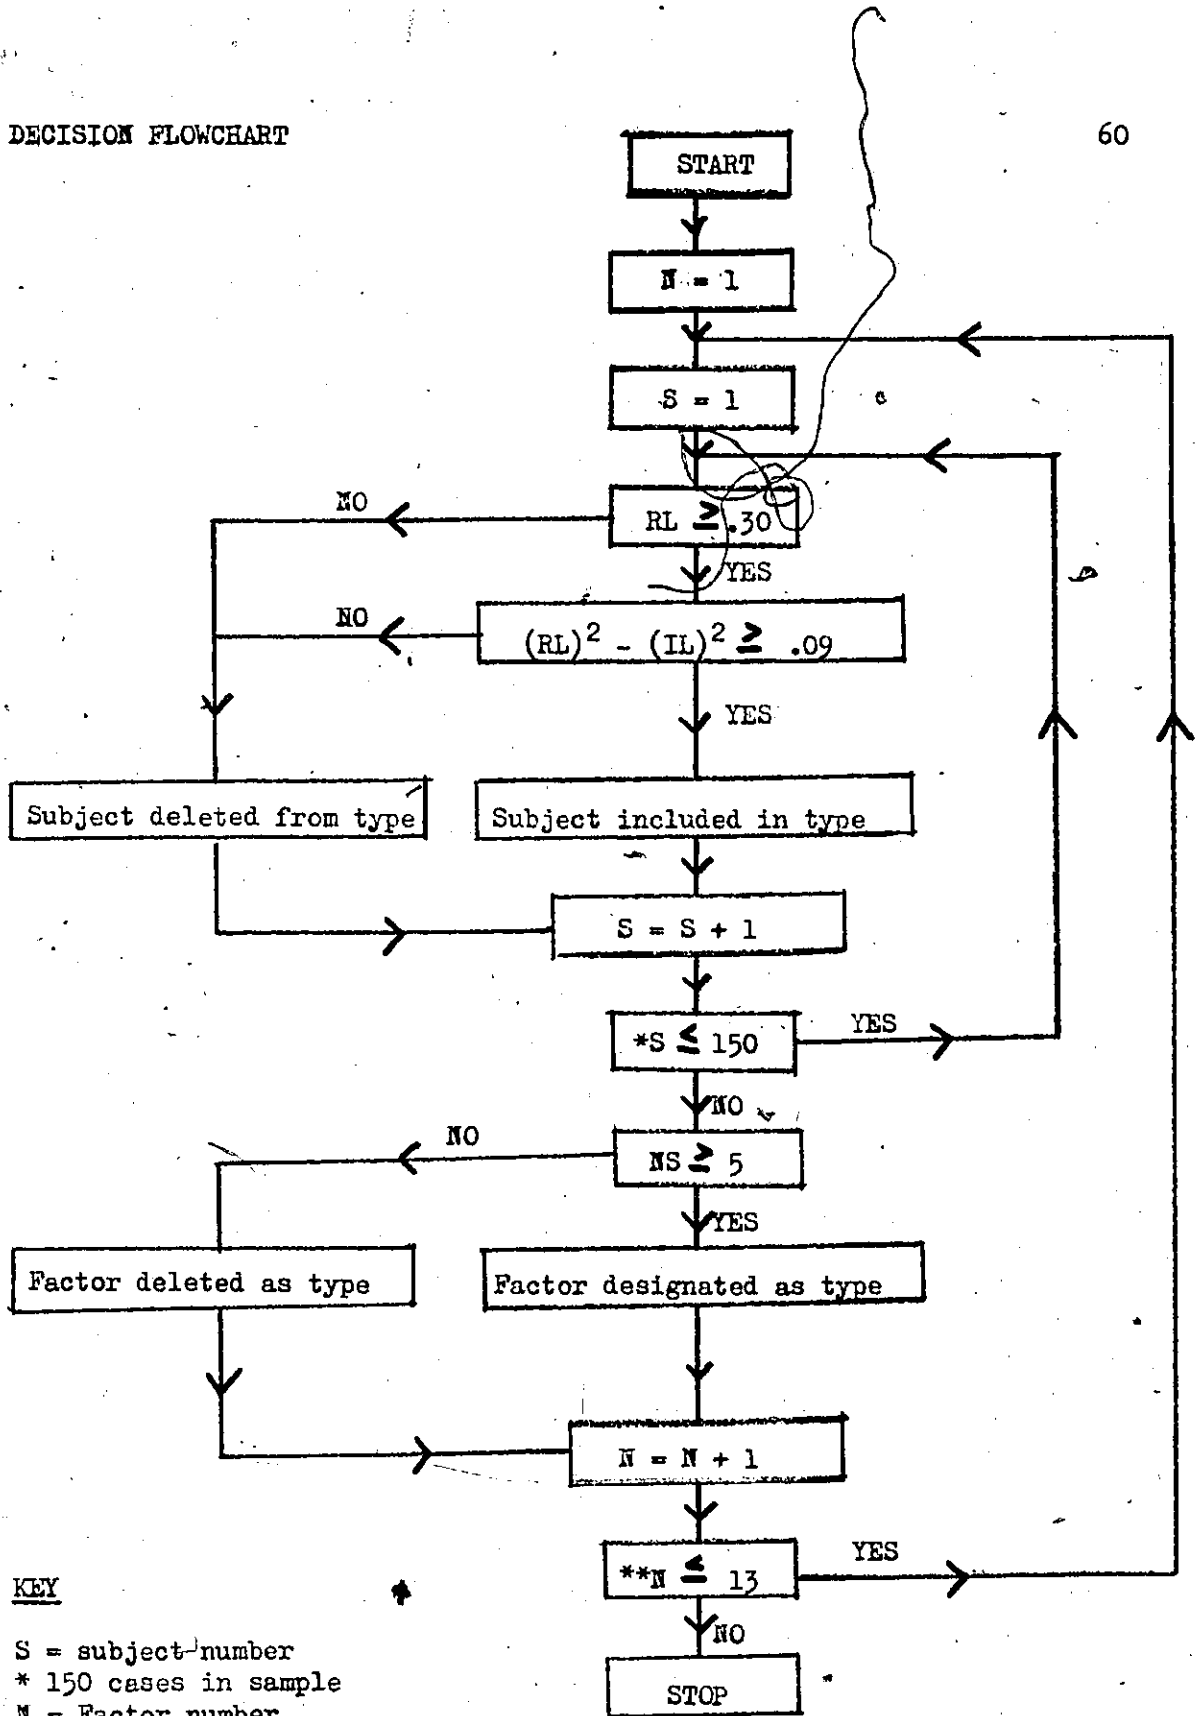 DECISION FLOWCHART
60
START
N = 1
S = 1
RL ≥ .30
NO
YES
(RL)² - (IL)² ≥ .09
NO
YES
Subject deleted from type
Subject included in type
S = S + 1
*S ≤ 150
YES
NO
NS ≥ 5
NO
YES
Factor deleted as type
Factor designated as type
N = N + 1
**N ≤ 13
YES
NO
STOP
KEY
S = subject number
* 150 cases in sample
N = Factor number